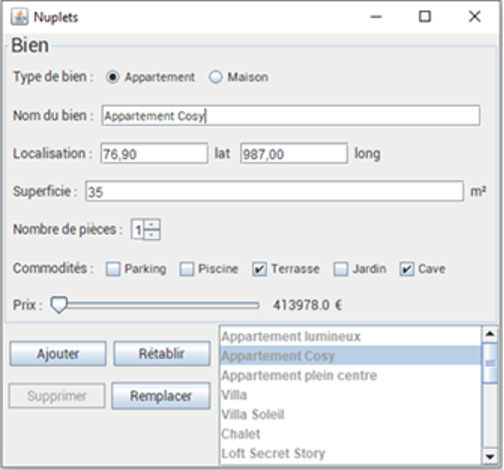 Nuplets
Bien
Type de bien : Appartement Maison
Nom du bien : Appartement Cosy
Localisation : 76,90 lat 987,00 long
Superficie : 35 m²
Nombre de pièces : 1
Commodités : Parking Piscine Terrasse Jardin Cave
Prix : 413978.0 €
Ajouter Rétablir
Supprimer Remplacer
Appartement lumineux
Appartement Cosy
Appartement plein centre
Villa
Villa Soleil
Chalet
Loft Secret Story